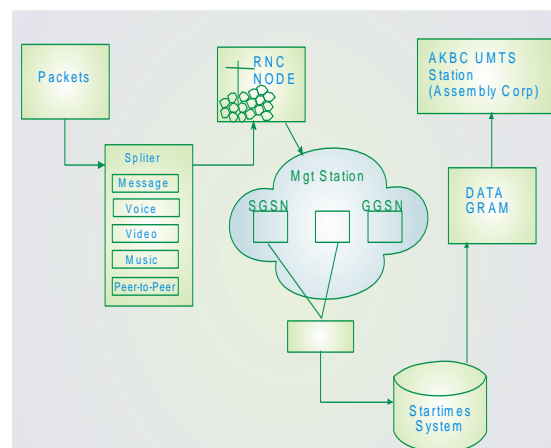 Packets
RNC
NODE
AKBC UMTS
Station
(Assembly Corp)
Spliter
Message
Voice
Video
Music
Peer-to-Peer
Mgt Station
SGSN
GGSN
DATA
GRAM
Startimes
System